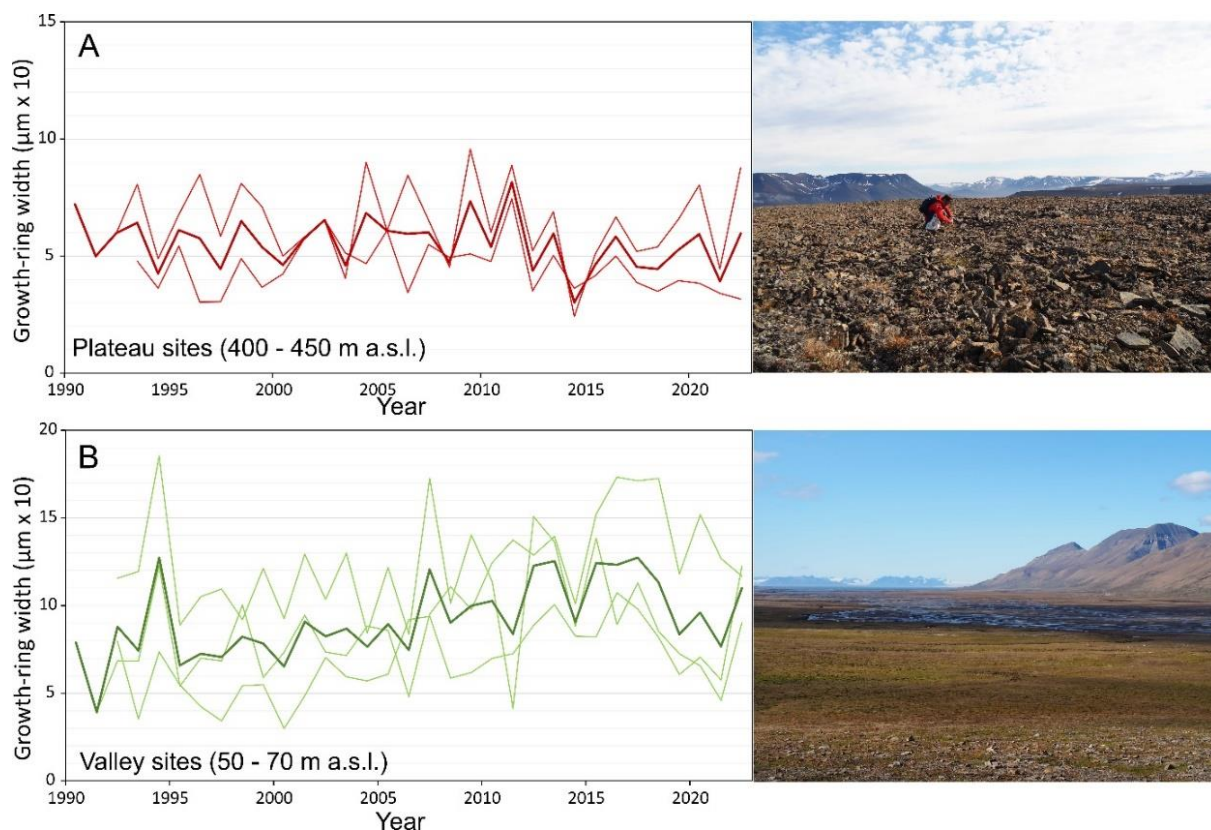 A
Growth-ring width (µm x 10)
15
10
5
0
Plateau sites (400 - 450 m a.s.l.)
1990 1995 2000 2005 2010 2015 2020
Year
B
Growth-ring width (µm x 10)
20
15
10
5
0
Valley sites (50 - 70 m a.s.l.)
1990 1995 2000 2005 2010 2015 2020
Year